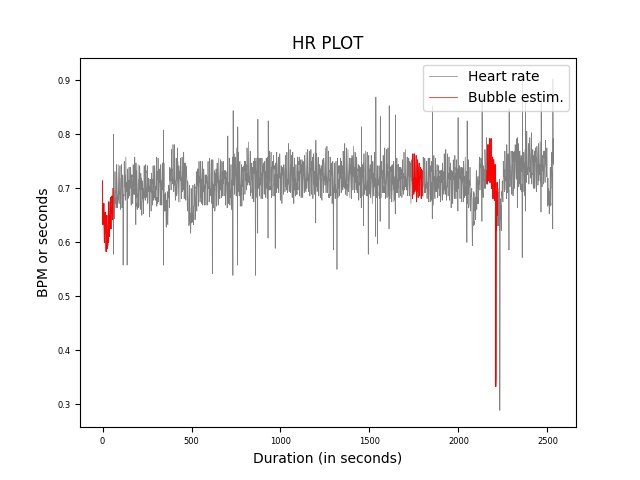 HR PLOT
Heart rate
Bubble estim.
BPM or seconds
0.9
0.8
0.7
0.6
0.5
0.4
0.3
0
500
1000
1500
2000
2500
Duration (in seconds)